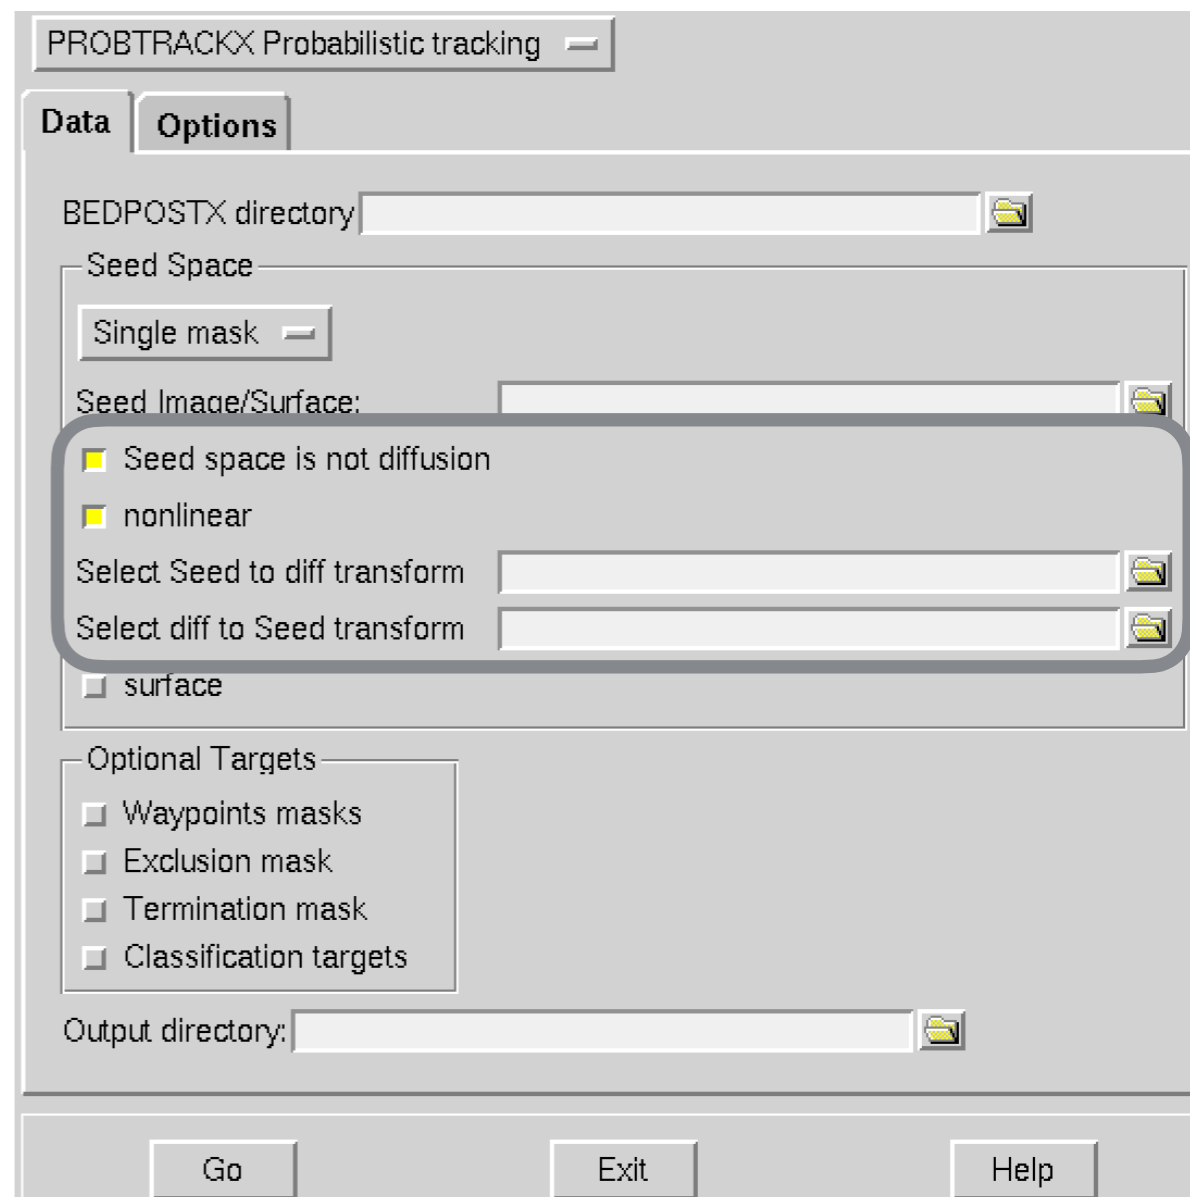 PROBTRACKX Probabilistic tracking
Data Options
BEDPOSTX directory
Seed Space
Single mask
Seed Image/Surface:
Seed space is not diffusion
nonlinear
Select Seed to diff transform
Select diff to Seed transform
surface
Optional Targets
Waypoints masks
Exclusion mask
Termination mask
Classification targets
Output directory:
Go Exit Help